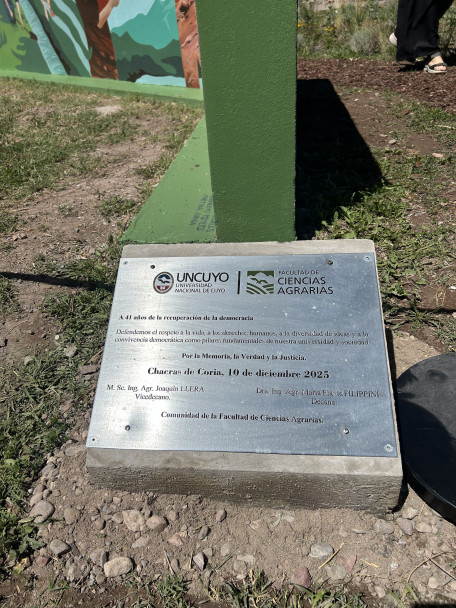 UNCUYO
UNIVERSIDAD
NACIONAL DE CUYO
FACULTAD DE
CIENCIAS
AGRARIAS
A 41 años de la recuperación de la democracia
Defendemos el respeto a la vida, a los derechos humanos, a la diversidad de ideas y a la
convivencia democrática como pilares fundamentales de nuestra universidad y sociedad.
Por la Memoria, la Verdad y la Justicia.
Chacras de Coria, 10 de diciembre 2025
M. Sc. Ing. Agr. Joaquín LLERA
Vicedecano.
Dra. Ing. Agr. María FILIPPINI
Decana
Comunidad de la Facultad de Ciencias Agrarias.